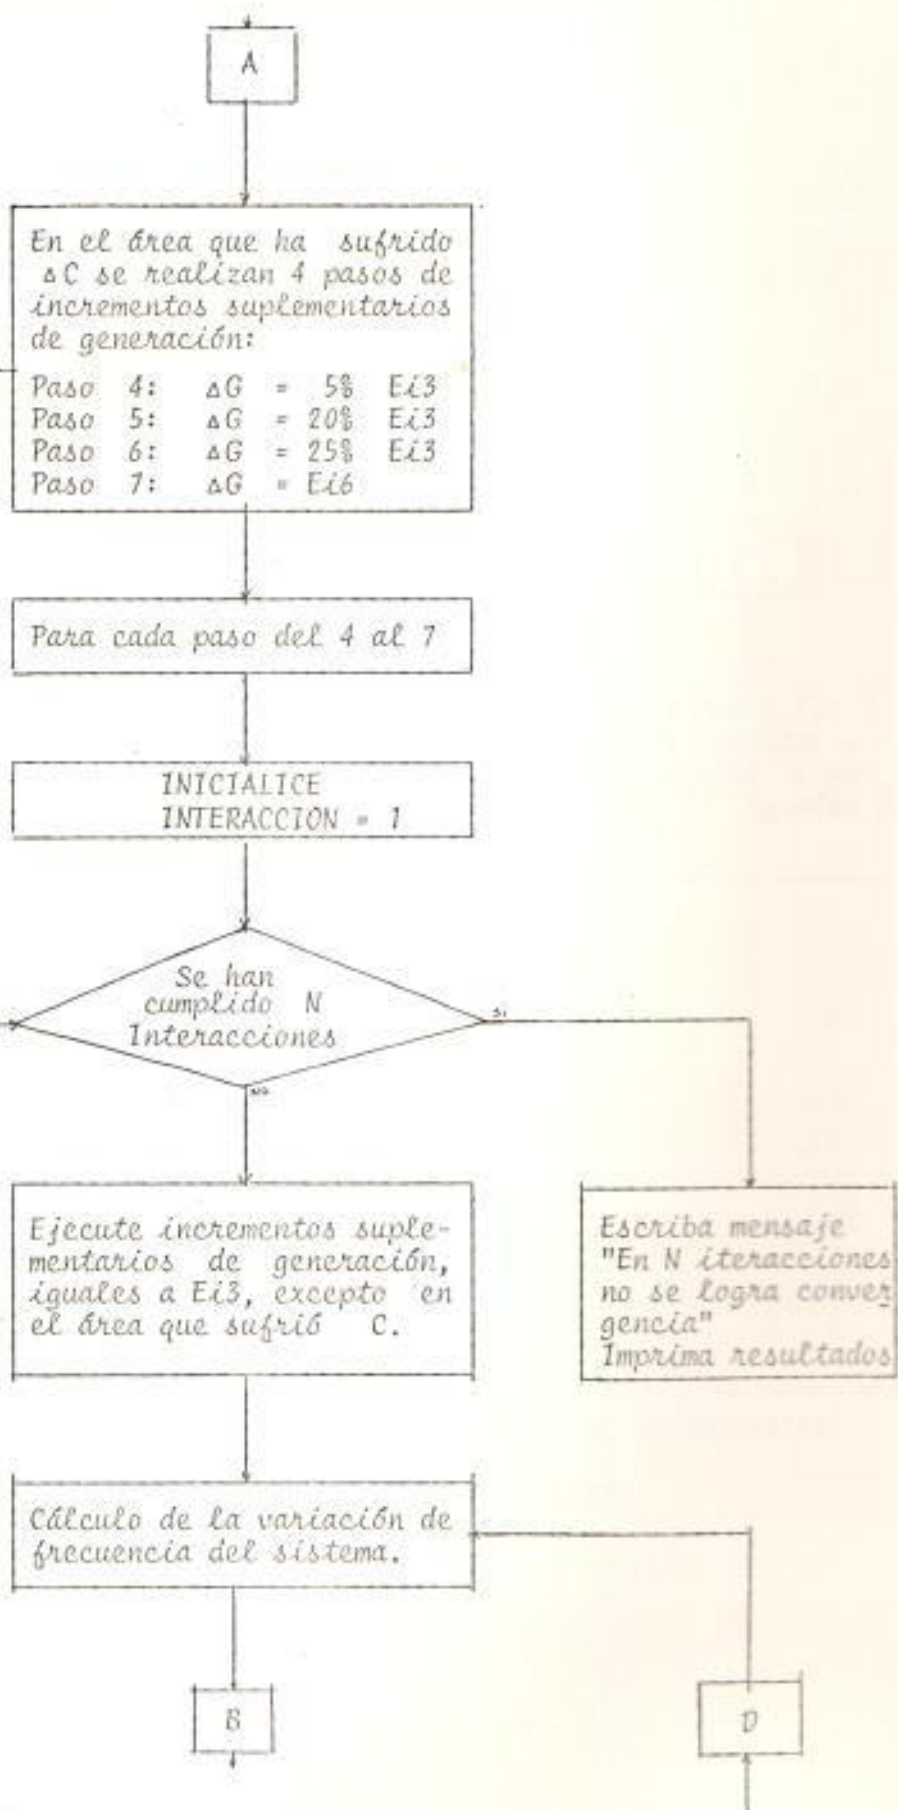 A
En el área que ha sufrido
ΔC se realizan 4 pasos de
incrementos suplementarios
de generación:
Paso 4: ΔG = 5% Ei3
Paso 5: ΔG = 20% Ei3
Paso 6: ΔG = 25% Ei3
Paso 7: ΔG = Ei6
Para cada paso del 4 al 7
INICIALICE
INTERACCION = 1
Se han
cumplido N
Interacciones
SI
NO
Ejecute incrementos suple-
mentarios de generación,
iguales a Ei3, excepto en
el área que sufrió C.
Escriba mensaje
"En N iteracciones
no se logra conver
gencia"
Imprima resultados
Cálculo de la variación de
frecuencia del sistema.
B
D